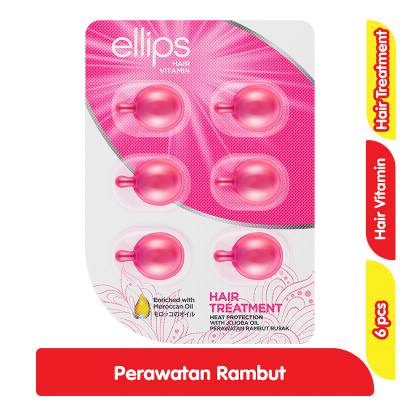 ellips
HAIR
VITAMIN
Enriched with
Moroccan Oil
モロッコのオイル
HAIR
TREATMENT
HEAT PROTECTION
WITH JOJOBA OIL
PERAWATAN RAMBUT RUSAK
Hair Treatment
Hair Vitamin
6 pcs
Perawatan Rambut